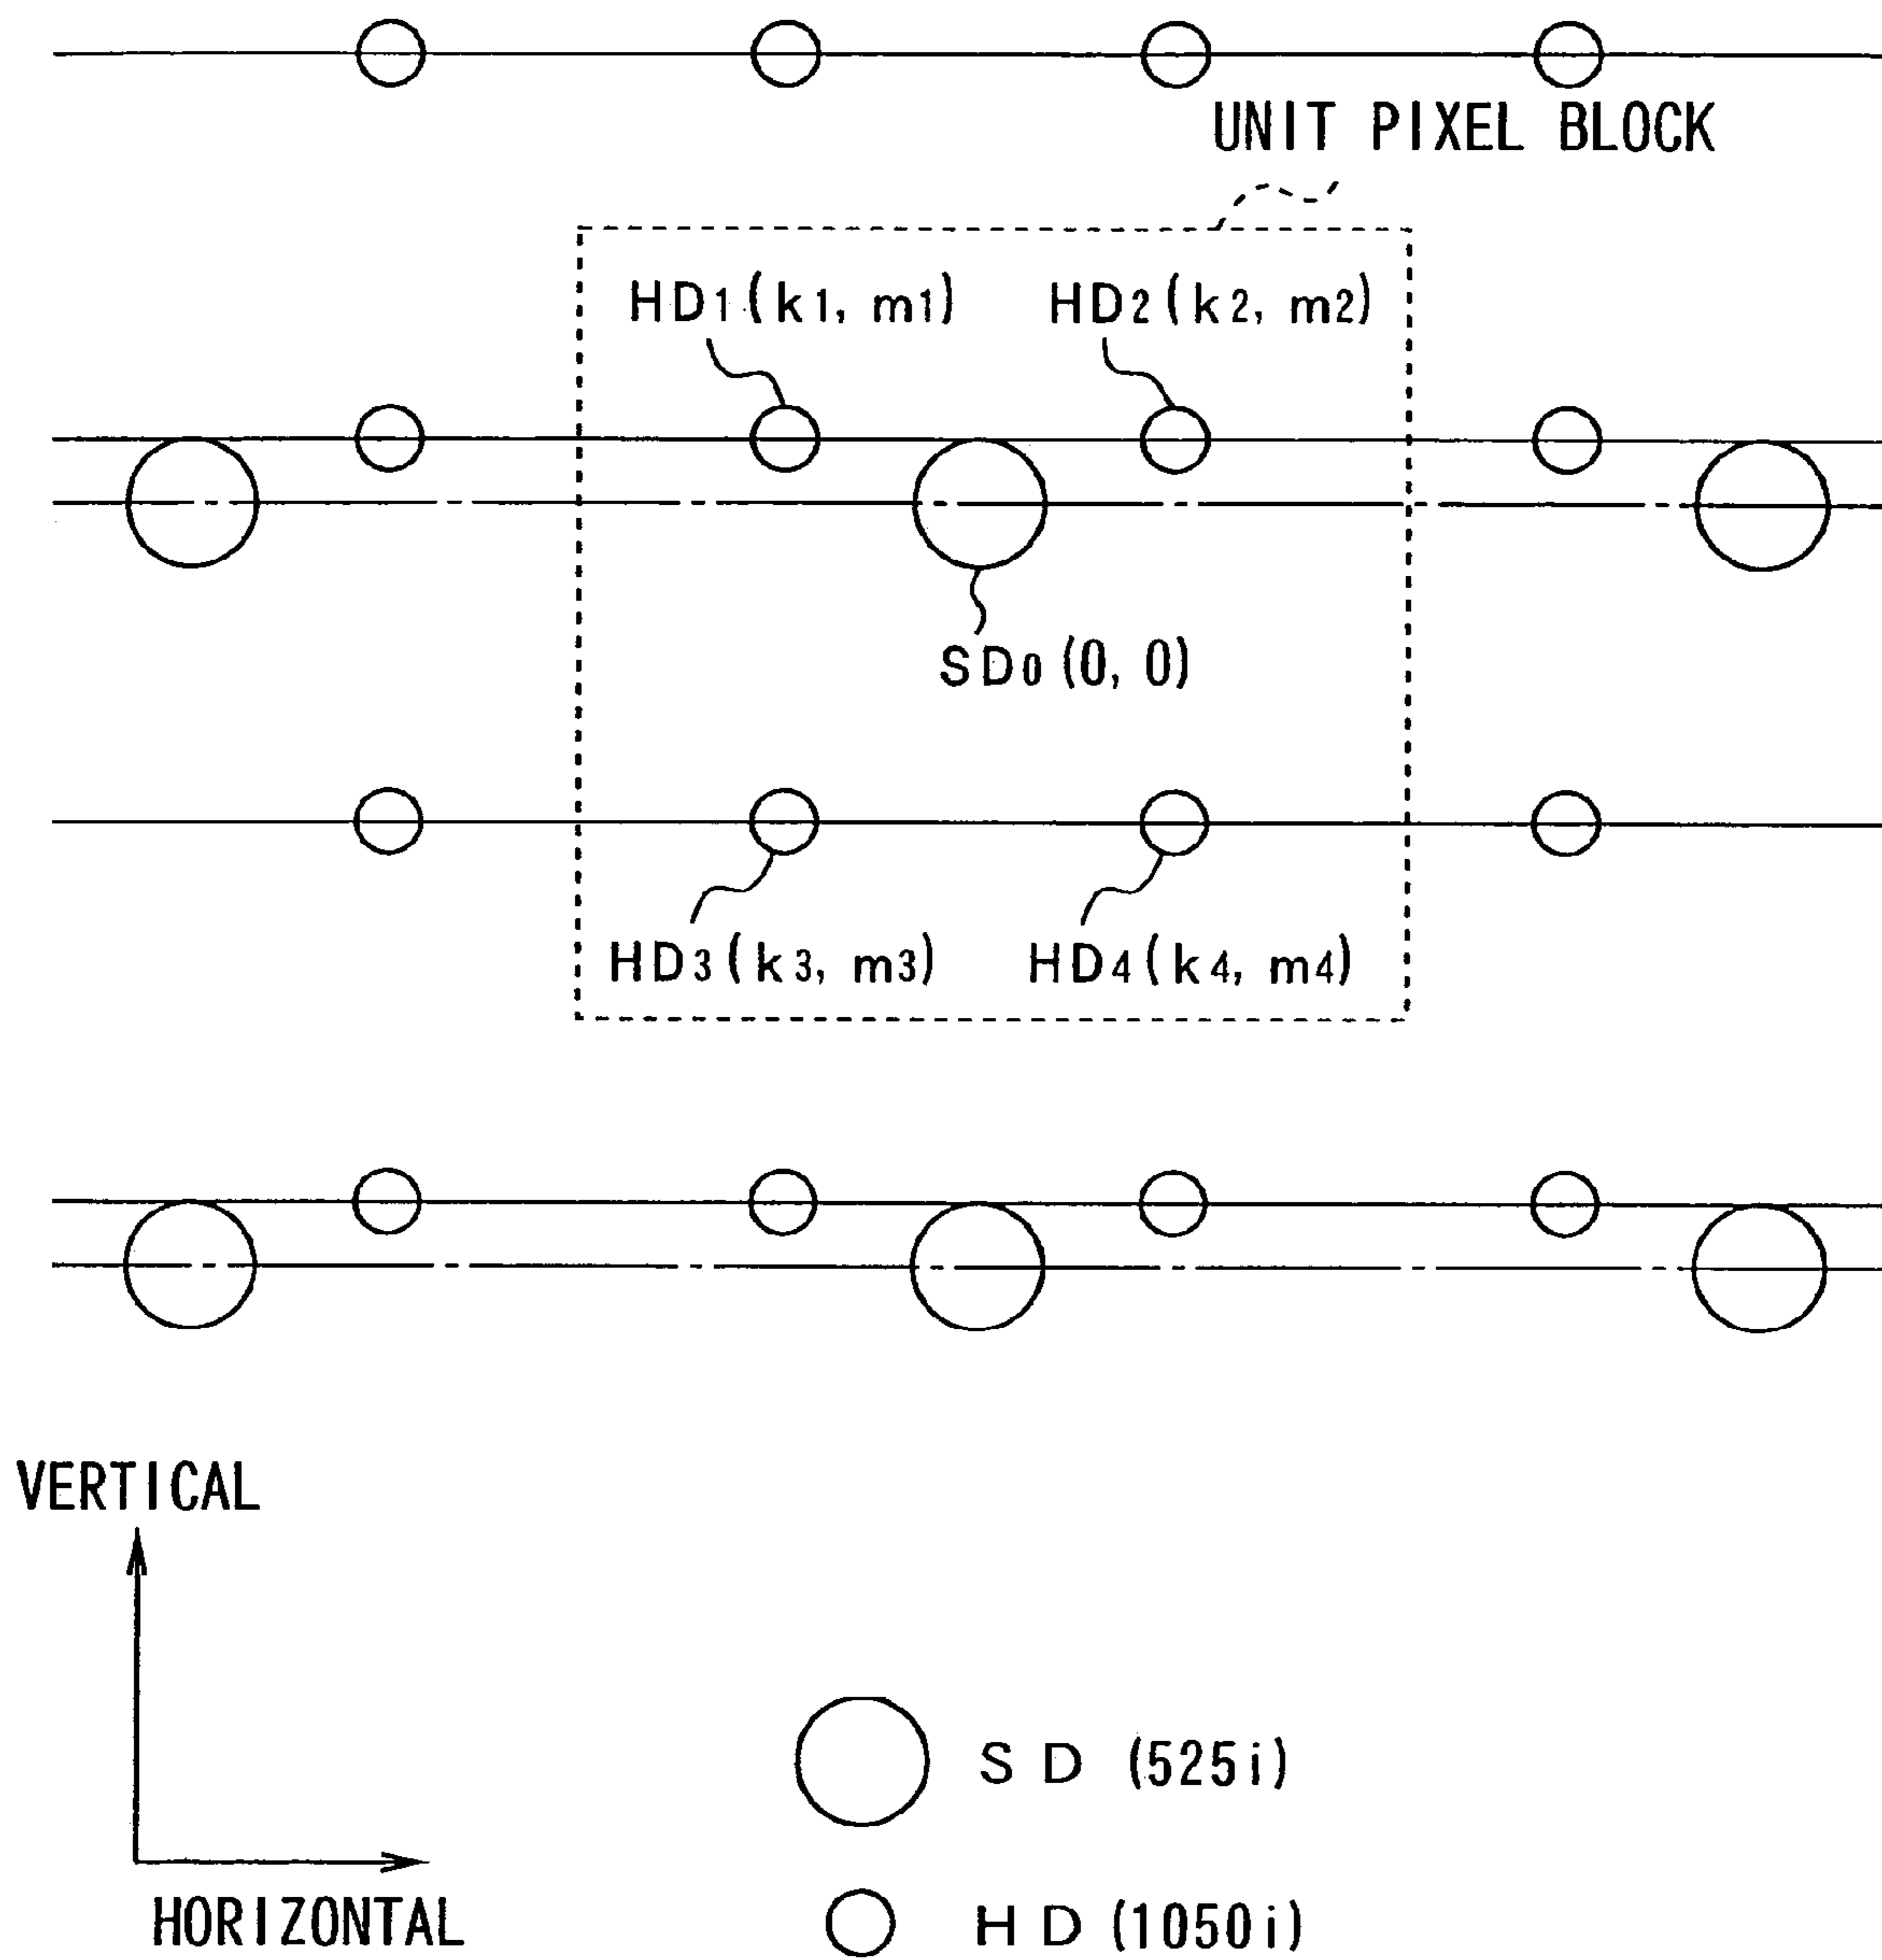 UNIT PIXEL BLOCK
HD1(k1, m1) HD2(k2, m2)
SD0(0, 0)
HD3(k3, m3) HD4(k4, m4)
VERTICAL
HORIZONTAL
SD (525i)
HD (1050i)